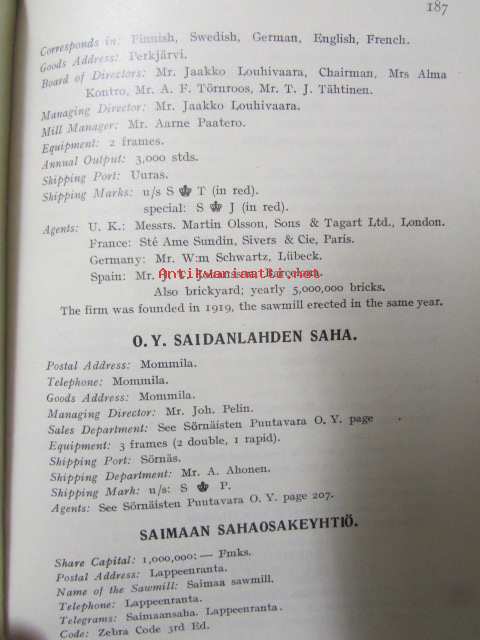 187
Corresponds in: Finnish, Swedish, German, English, French.
Goods Address: Perkjärvi.
Board of Directors: Mr. Jaakko Louhivaara, Chairman, Mrs Alma
Kontro, Mr. A. F. Törnroos, Mr. T. J. Tähtinen.
Managing Director: Mr. Jaakko Louhivaara.
Mill Manager: Mr. Aarne Paatero.
Equipment: 2 frames.
Annual Output: 3,000 stds.
Shipping Port: Uuras.
Shipping Marks: u/s S T (in red).
special: S J (in red).
Agents: U. K.: Messrs. Martin Olsson, Sons & Tagart Ltd., London.
France: Sté Ame Sundin, Sivers & Cie, Paris.
Germany: Mr. W:m Schwartz, Lübeck.
Spain: Mr. Barcelona.
Antikvariaatti.net
Also brickyard; yearly 5,000,000 bricks.
The firm was founded in 1919, the sawmill erected in the same year.
O. Y. SAIDANLAHDEN SAHA.
Postal Address: Mommila.
Telephone: Mommila.
Goods Address: Mommila.
Managing Director: Mr. Joh. Pelin.
Sales Department: See Sörnäisten Puutavara O. Y. page
Equipment: 3 frames (2 double, 1 rapid).
Shipping Port: Sörnäs.
Shipping Department: Mr. A. Ahonen.
Shipping Mark: u/s: S P.
Agents: See Sörnäisten Puutavara O. Y. page 207.
SAIMAAN SAHAOSAKEYHTIÖ.
Share Capital: 1,000,000: — Fmks.
Postal Address: Lappeenranta.
Name of the Sawmill: Saimaa sawmill.
Telephone: Lappeenranta.
Telegrams: Saimaansaha. Lappeenranta.
Code: Zebra Code 3rd Ed.